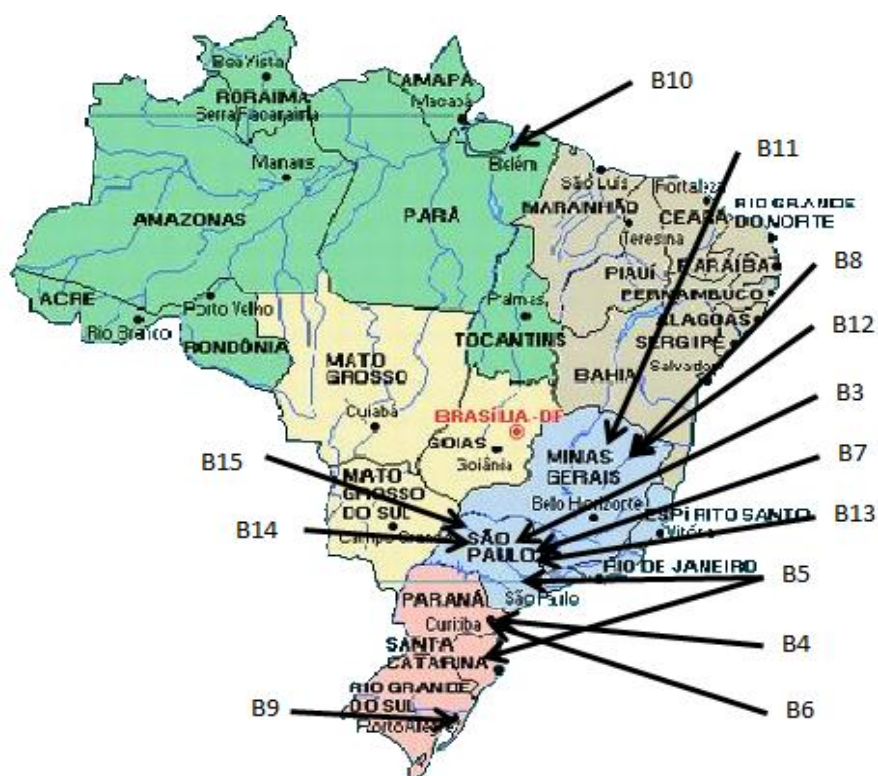 Boa Vista
AMAPÁ
B10
RORAIMA
Macapá
Serra Pacaraima
B11
Manaus
Belém
São Luís
Fortaleza
MARANHÃO
CEARÁ
RIO GRANDE
DO NORTE
AMAZONAS
PARÁ
Teresina
B8
PIAUÍ
PARAÍBA
PERNAMBUCO
ACRE
Porto Velho
Palmas
ALAGOAS
B12
Rio Branco
RONDÔNIA
TOCANTINS
SERGIPE
MATO
GROSSO
BAHIA
Salvador
B3
Cuiabá
BRASÍLIA-DF
GOIAS
Goiânia
MINAS
GERAIS
B7
B15
MATO
GROSSO
DO SUL
Belo Horizonte
ESPÍRITO SANTO
B13
B14
Campo Grande
SÃO
PAULO
Vitória
RIO DE JANEIRO
B5
São Paulo
PARANÁ
Curitiba
SANTA
CATARINA
B4
RIO GRANDE
DO SUL
B9
Porto Alegre
B6